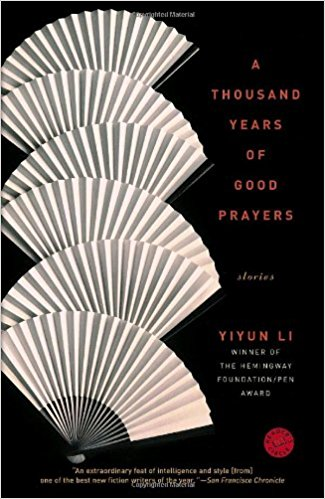 A
THOUSAND
YEARS
OF
GOOD
PRAYERS
stories
YIYUN LI
WINNER OF
THE HEMINGWAY
FOUNDATION/PEN
AWARD
"An extraordinary feat of intelligence and style [from]
one of the best new fiction writers of the year."—San Francisco Chronicle